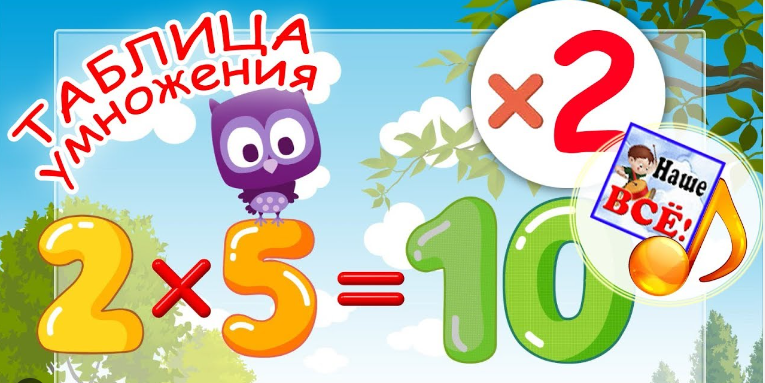 ТАБЛИЦА
умножения
×2
Наше
ВСЁ!
2×5=10